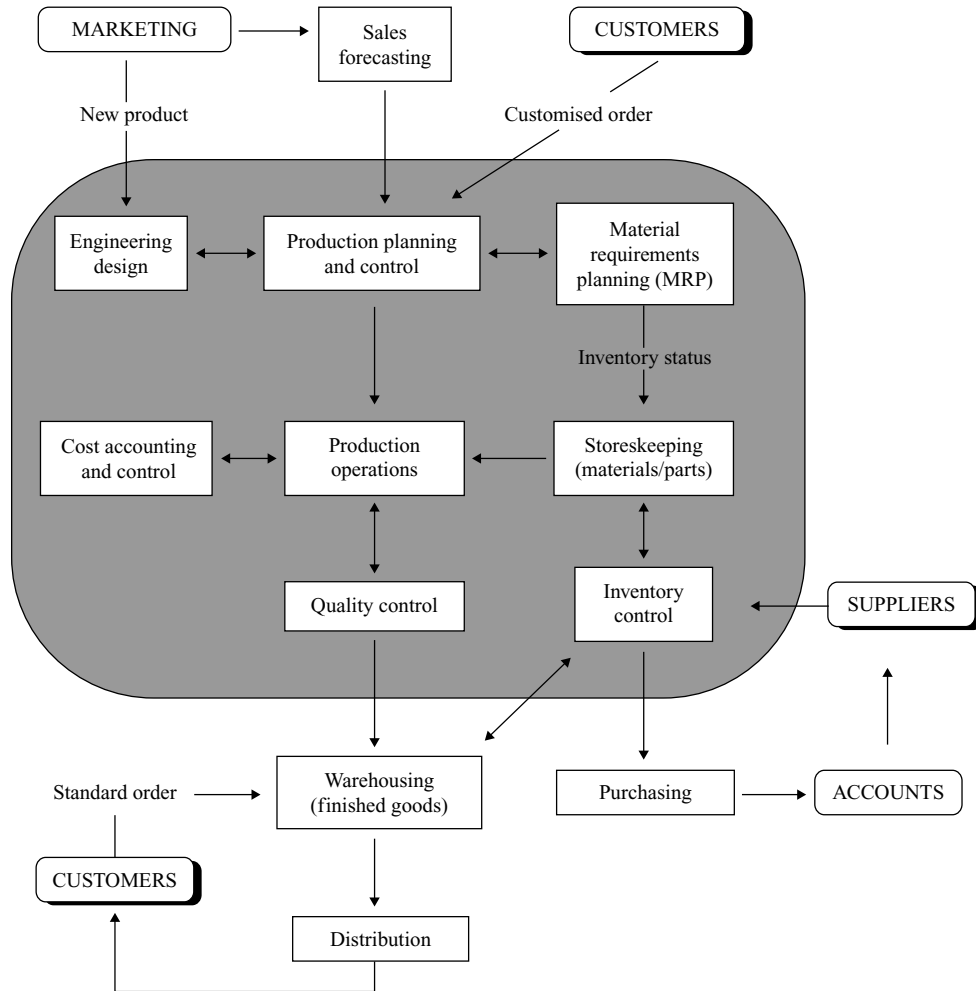 MARKETING
Sales
forecasting
CUSTOMERS
New product
Customised order
Engineering
design
Production planning
and control
Material
requirements
planning (MRP)
Inventory status
Cost accounting
and control
Production
operations
Storeskeeping
(materials/parts)
Quality control
Inventory
control
SUPPLIERS
Standard order
Warehousing
(finished goods)
Purchasing
ACCOUNTS
CUSTOMERS
Distribution